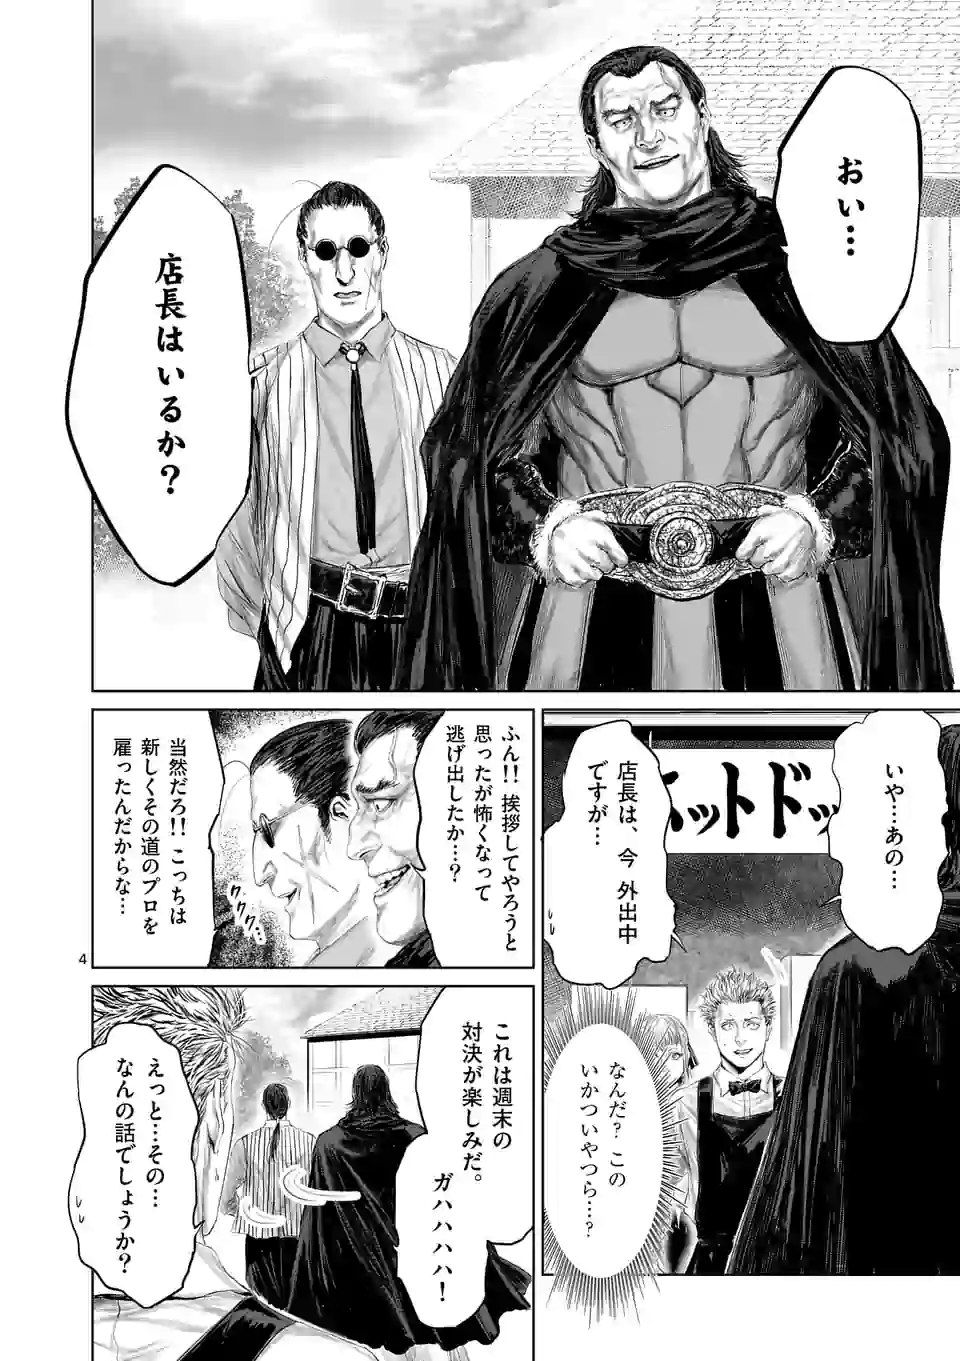 おい…
店長はいるか？
いや…あの…
ホットドッ
店長は、今 外出中
ですが…
なんだ？ この
いかついやつら…？
ふん!! 挨拶してやろうと
思ったが怖くなって
逃げ出したか…？
当然だろ!! こっちは
新しくその道のプロを
雇ったんだからな…
ククク…
これは週末の
対決が楽しみだ。
ガハハハハ！
えっと…その…
なんの話でしょうか？
4